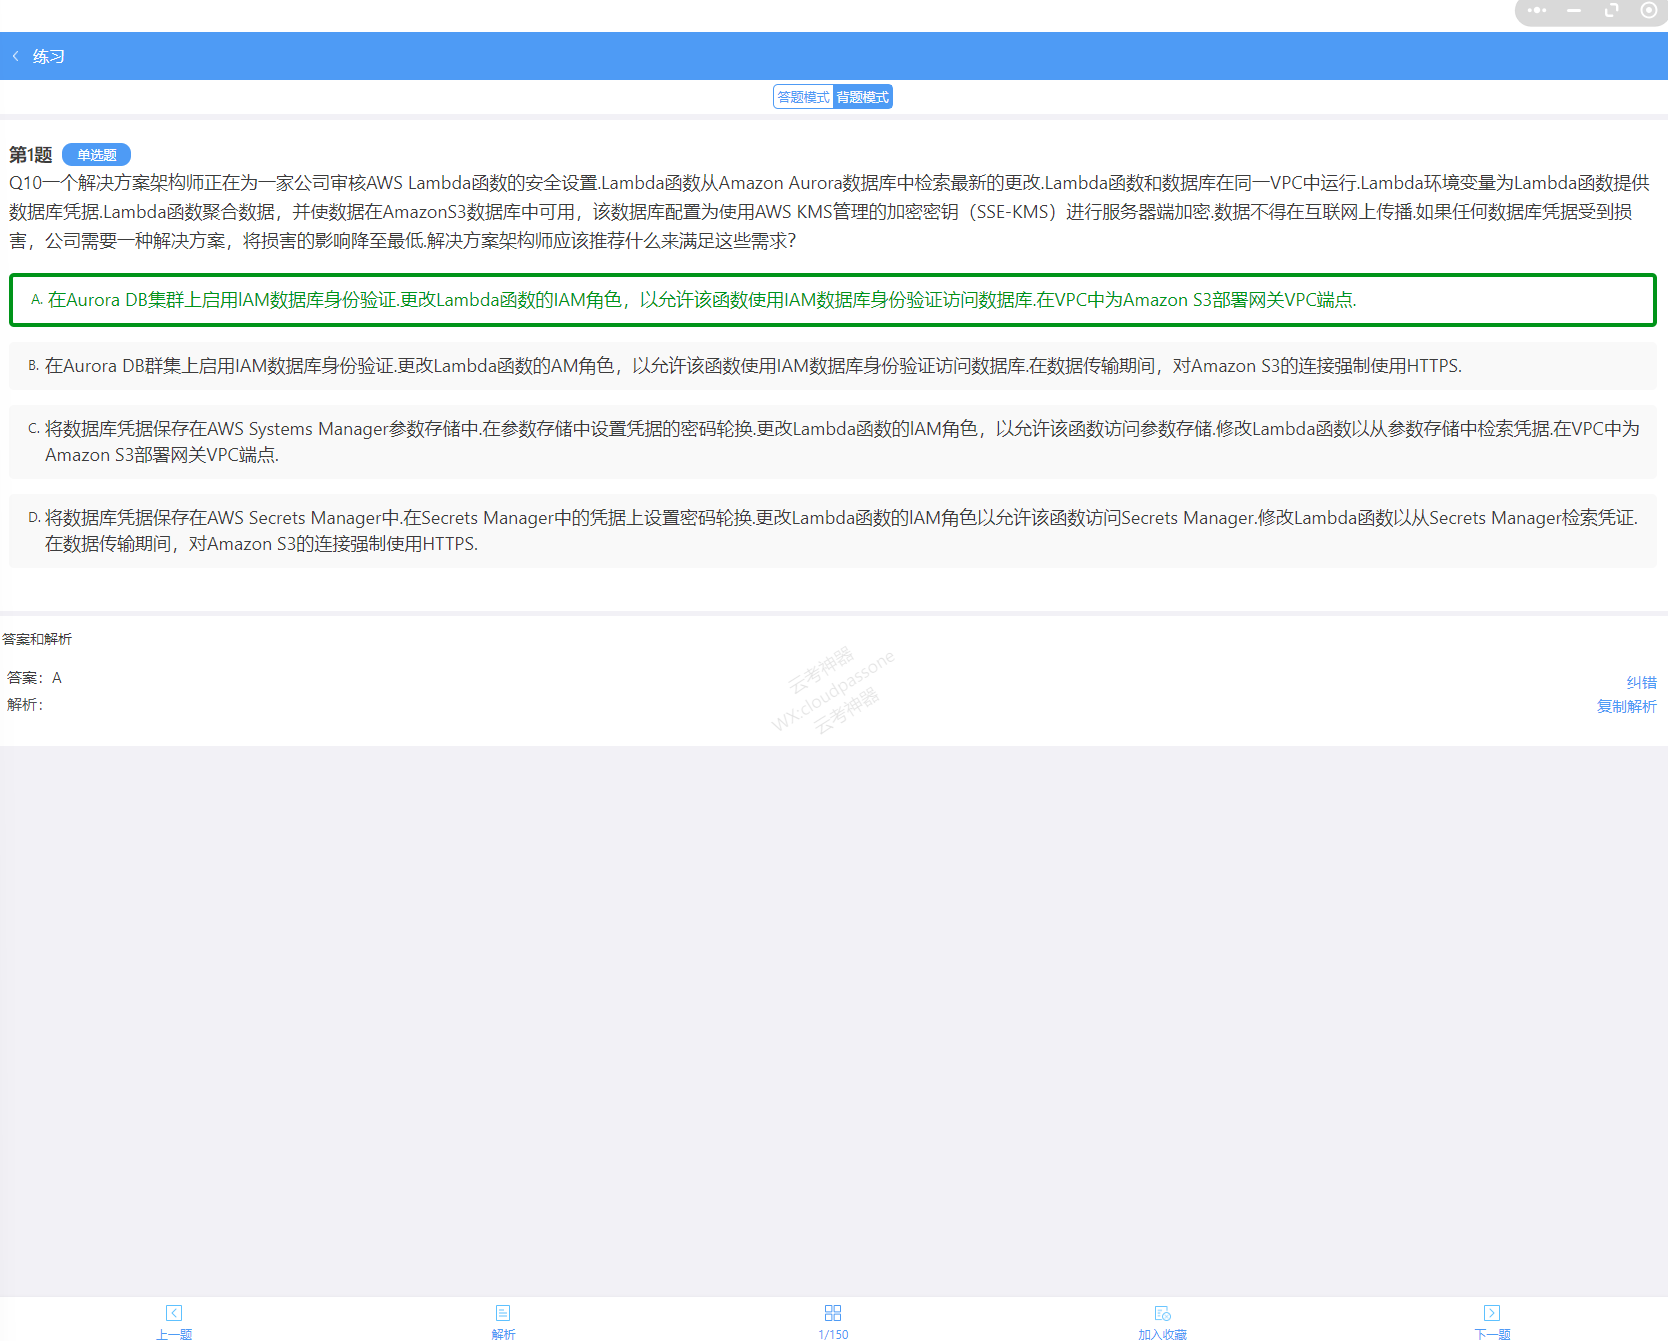 练习
答题模式 背题模式
第1题 单选题
Q10一个解决方案架构师正在为一家公司审核AWS Lambda函数的安全设置.Lambda函数从Amazon Aurora数据库中检索最新的更改.Lambda函数和数据库在同一VPC中运行.Lambda环境变量为Lambda函数提供
数据库凭据.Lambda函数聚合数据，并使数据在AmazonS3数据库中可用，该数据库配置为使用AWS KMS管理的加密密钥（SSE-KMS）进行服务器端加密.数据不得在互联网上传播.如果任何数据库凭据受到损
害，公司需要一种解决方案，将损害的影响降至最低.解决方案架构师应该推荐什么来满足这些需求?
A. 在Aurora DB集群上启用IAM数据库身份验证.更改Lambda函数的IAM角色，以允许该函数使用IAM数据库身份验证访问数据库.在VPC中为Amazon S3部署网关VPC端点.
B. 在Aurora DB群集上启用IAM数据库身份验证.更改Lambda函数的AM角色，以允许该函数使用IAM数据库身份验证访问数据库.在数据传输期间，对Amazon S3的连接强制使用HTTPS.
C. 将数据库凭据保存在AWS Systems Manager参数存储中.在参数存储中设置凭据的密码轮换.更改Lambda函数的IAM角色，以允许该函数访问参数存储.修改Lambda函数以从参数存储中检索凭据.在VPC中为
Amazon S3部署网关VPC端点.
D. 将数据库凭据保存在AWS Secrets Manager中.在Secrets Manager中的凭据上设置密码轮换.更改Lambda函数的IAM角色以允许该函数访问Secrets Manager.修改Lambda函数以从Secrets Manager检索凭证.
在数据传输期间，对Amazon S3的连接强制使用HTTPS.
答案和解析
答案：A
解析：
纠错
复制解析
云考神器
WX:cloudpassone
云考神器
上一题 解析 1/150 加入收藏 下一题